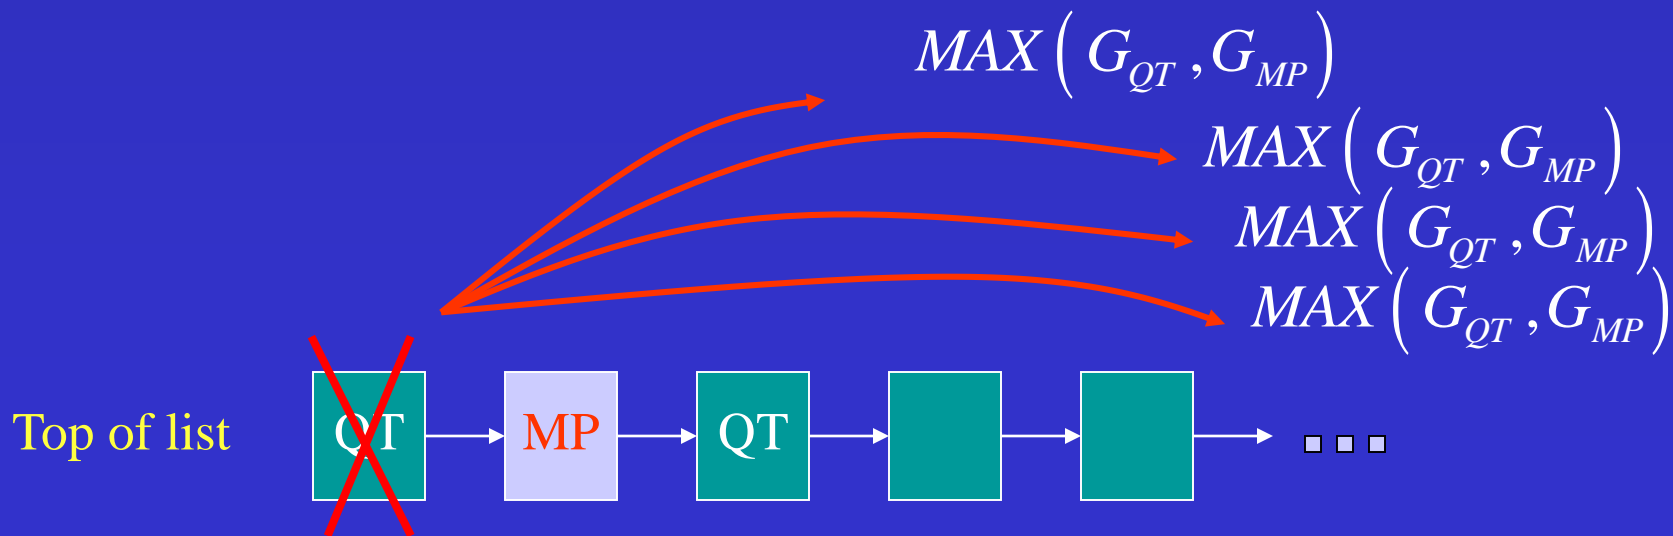 MAX ( G_QT , G_MP )
MAX ( G_QT , G_MP )
MAX ( G_QT , G_MP )
MAX ( G_QT , G_MP )
Top of list QT MP QT